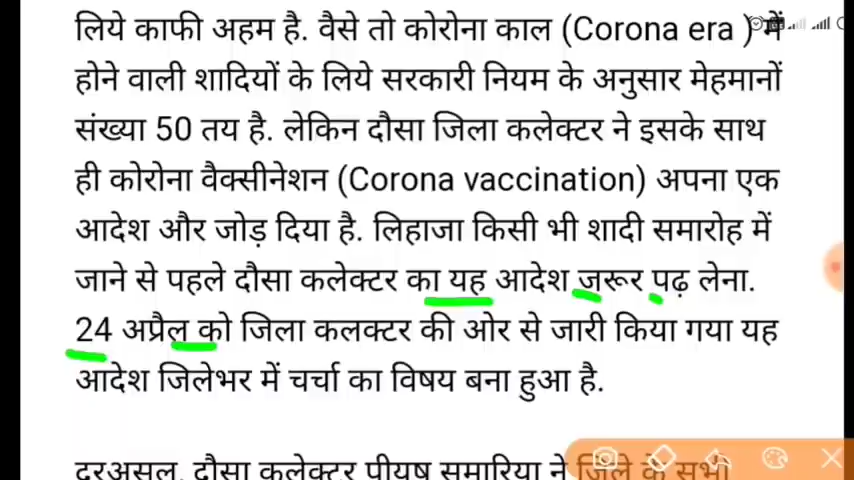 लिये काफी अहम है. वैसे तो कोरोना काल (Corona era ) में
होने वाली शादियों के लिये सरकारी नियम के अनुसार मेहमानों
संख्या 50 तय है. लेकिन दौसा जिला कलेक्टर ने इसके साथ
ही कोरोना वैक्सीनेशन (Corona vaccination) अपना एक
आदेश और जोड़ दिया है. लिहाजा किसी भी शादी समारोह में
जाने से पहले दौसा कलेक्टर का यह आदेश जरूर पढ़ लेना.
24 अप्रैल को जिला कलक्टर की ओर से जारी किया गया यह
आदेश जिलेभर में चर्चा का विषय बना हुआ है.
दरअसल, दौसा कलेक्टर पीयूष समारिया ने जिले के सभी